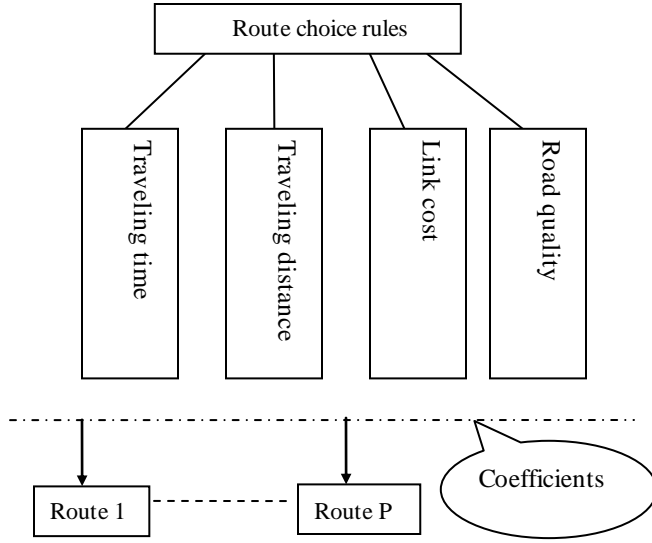 Route choice rules
Traveling time
Traveling distance
Link cost
Road quality
Coefficients
Route 1
Route P